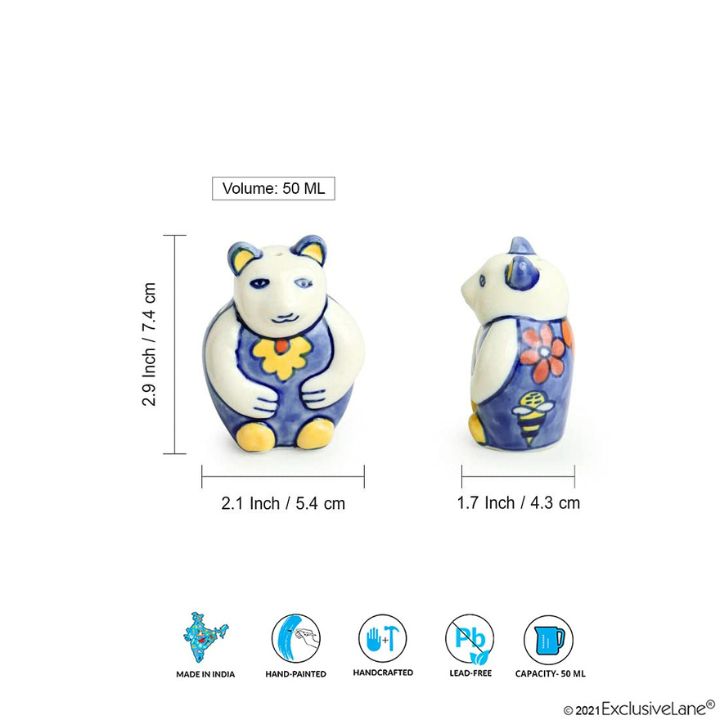 Volume: 50 ML
2.9 Inch / 7.4 cm
2.1 Inch / 5.4 cm
1.7 Inch / 4.3 cm
Pb
MADE IN INDIA
HAND-PAINTED
HANDCRAFTED
LEAD-FREE
CAPACITY- 50 ML
© 2021 ExclusiveLane®